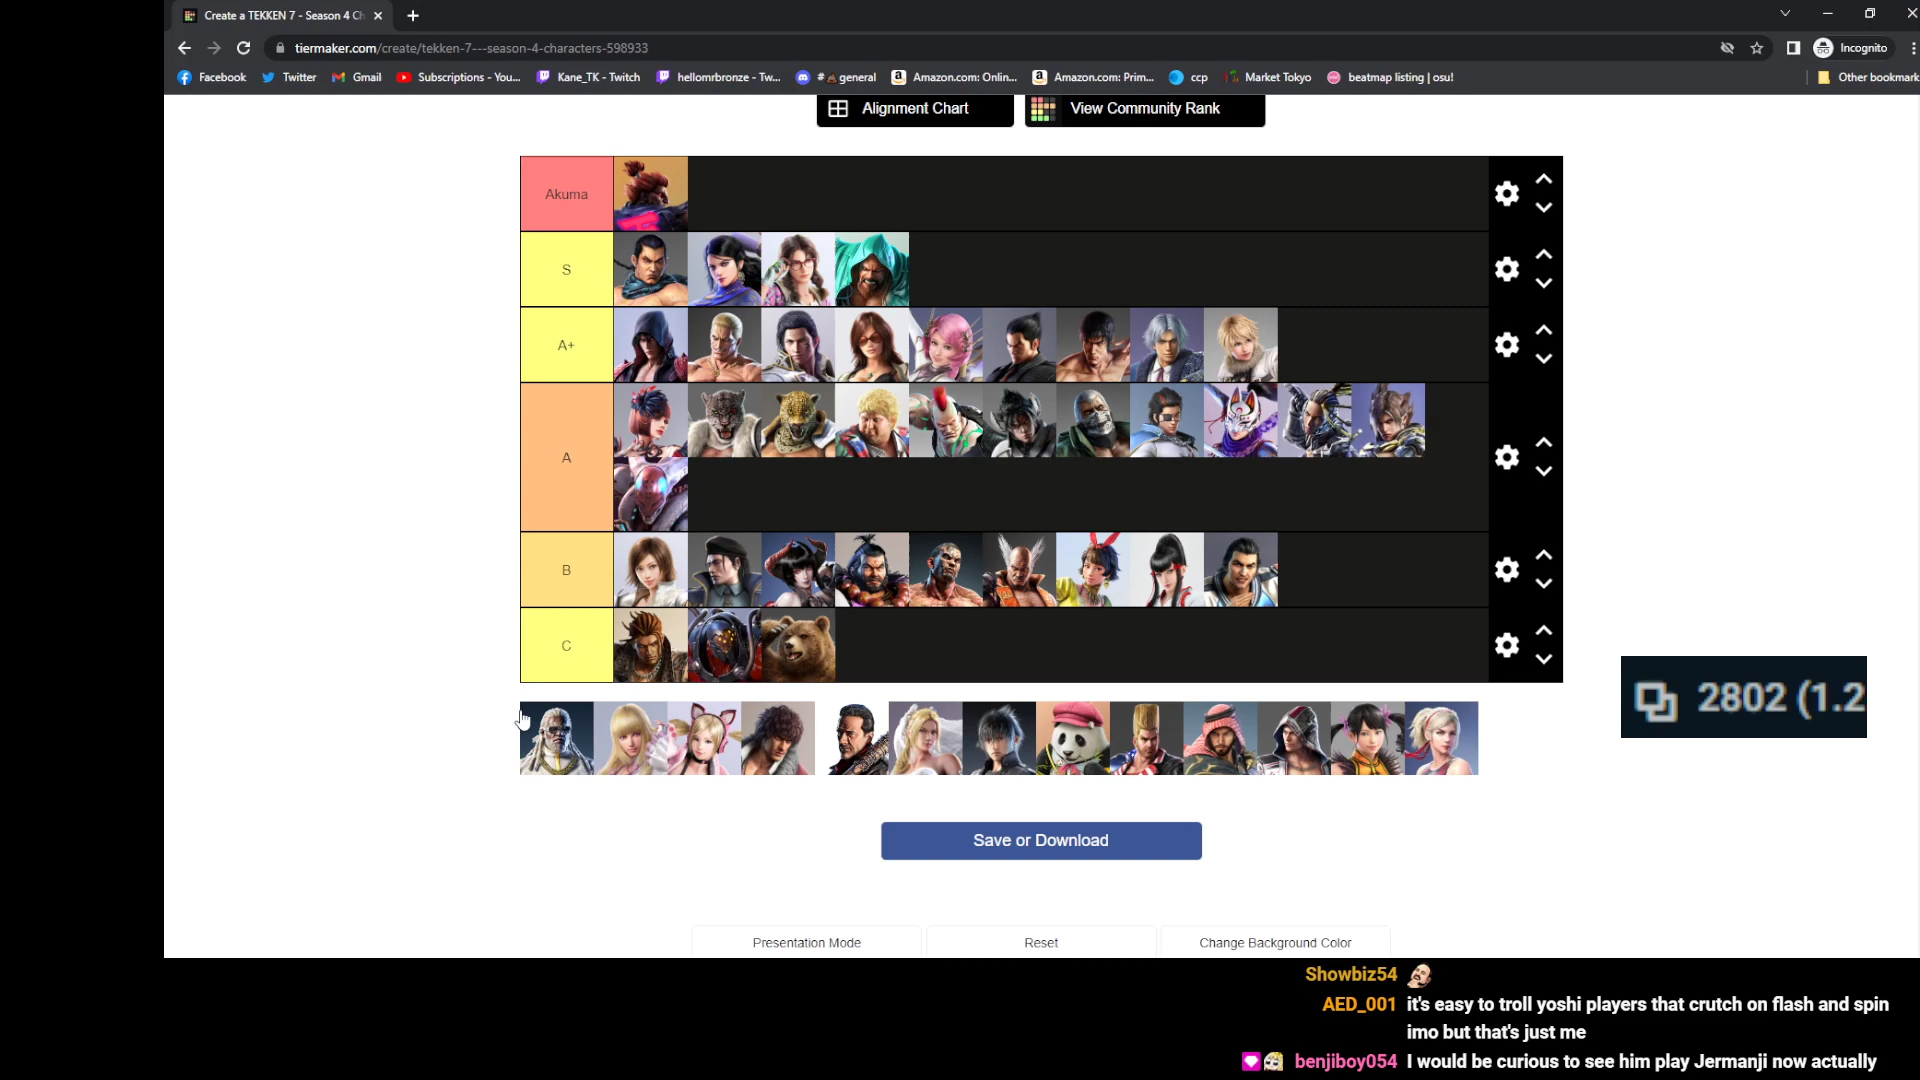 Create a TEKKEN 7 - Season 4 Ch
tiermaker.com/create/tekken-7---season-4-characters-598933
Incognito
Facebook
Twitter
Gmail
Subscriptions - You...
Kane_TK - Twitch
hellomrbronze - Tw...
# general
Amazon.com: Onlin...
Amazon.com: Prim...
ccp
Market Tokyo
beatmap listing | osu!
Other bookmark
Alignment Chart
View Community Rank
Akuma
S
A+
A
B
C
2802 (1.2
Save or Download
Presentation Mode
Reset
Change Background Color
Showbiz54
AED_001 it's easy to troll yoshi players that crutch on flash and spin
imo but that's just me
benjiboy054 I would be curious to see him play Jermanji now actually